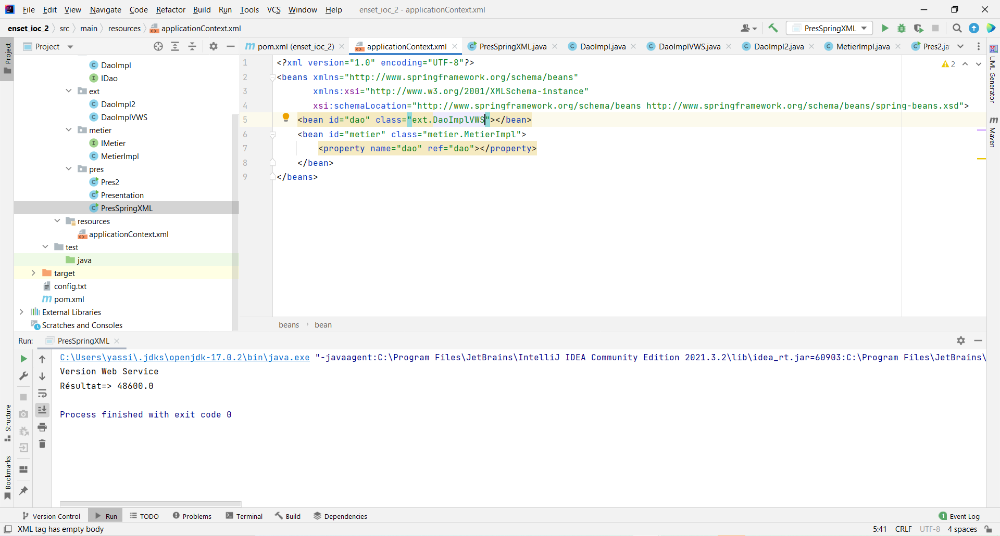 File Edit View Navigate Code Refactor Build Run Tools VCS Window Help enset_ioc_2 - applicationContext.xml
enset_ioc_2 src main resources applicationContext.xml PresSpringXML
Project
Project
pom.xml (enset_ioc_2) applicationContext.xml PresSpringXML.java DaoImpl.java DaoImplVWS.java DaoImpl2.java MetierImpl.java Pres2.ja
DaoImpl
IDao
ext
DaoImpl2
DaoImplVWS
metier
IMetier
MetierImpl
pres
Pres2
Presentation
PresSpringXML
resources
applicationContext.xml
test
java
target
config.txt
pom.xml
External Libraries
Scratches and Consoles
1 <?xml version="1.0" encoding="UTF-8"?>
2 <beans xmlns="http://www.springframework.org/schema/beans"
3 xmlns:xsi="http://www.w3.org/2001/XMLSchema-instance"
4 xsi:schemaLocation="http://www.springframework.org/schema/beans http://www.springframework.org/schema/beans/spring-beans.xsd">
5 <bean id="dao" class="ext.DaoImplVWS"></bean>
6 <bean id="metier" class="metier.MetierImpl">
7 <property name="dao" ref="dao"></property>
8 </bean>
9 </beans>
2
UML Generator
Maven
beans bean
Run: PresSpringXML
C:\Users\yassi\.jdks\openjdk-17.0.2\bin\java.exe "-javaagent:C:\Program Files\JetBrains\IntelliJ IDEA Community Edition 2021.3.2\lib\idea_rt.jar=60903:C:\Program Files\JetBrains\
Version Web Service
Résultat=> 48600.0
Process finished with exit code 0
Structure
Bookmarks
Version Control Run TODO Problems Terminal Build Dependencies 1 Event Log
XML tag has empty body 5:41 CRLF UTF-8 4 spaces